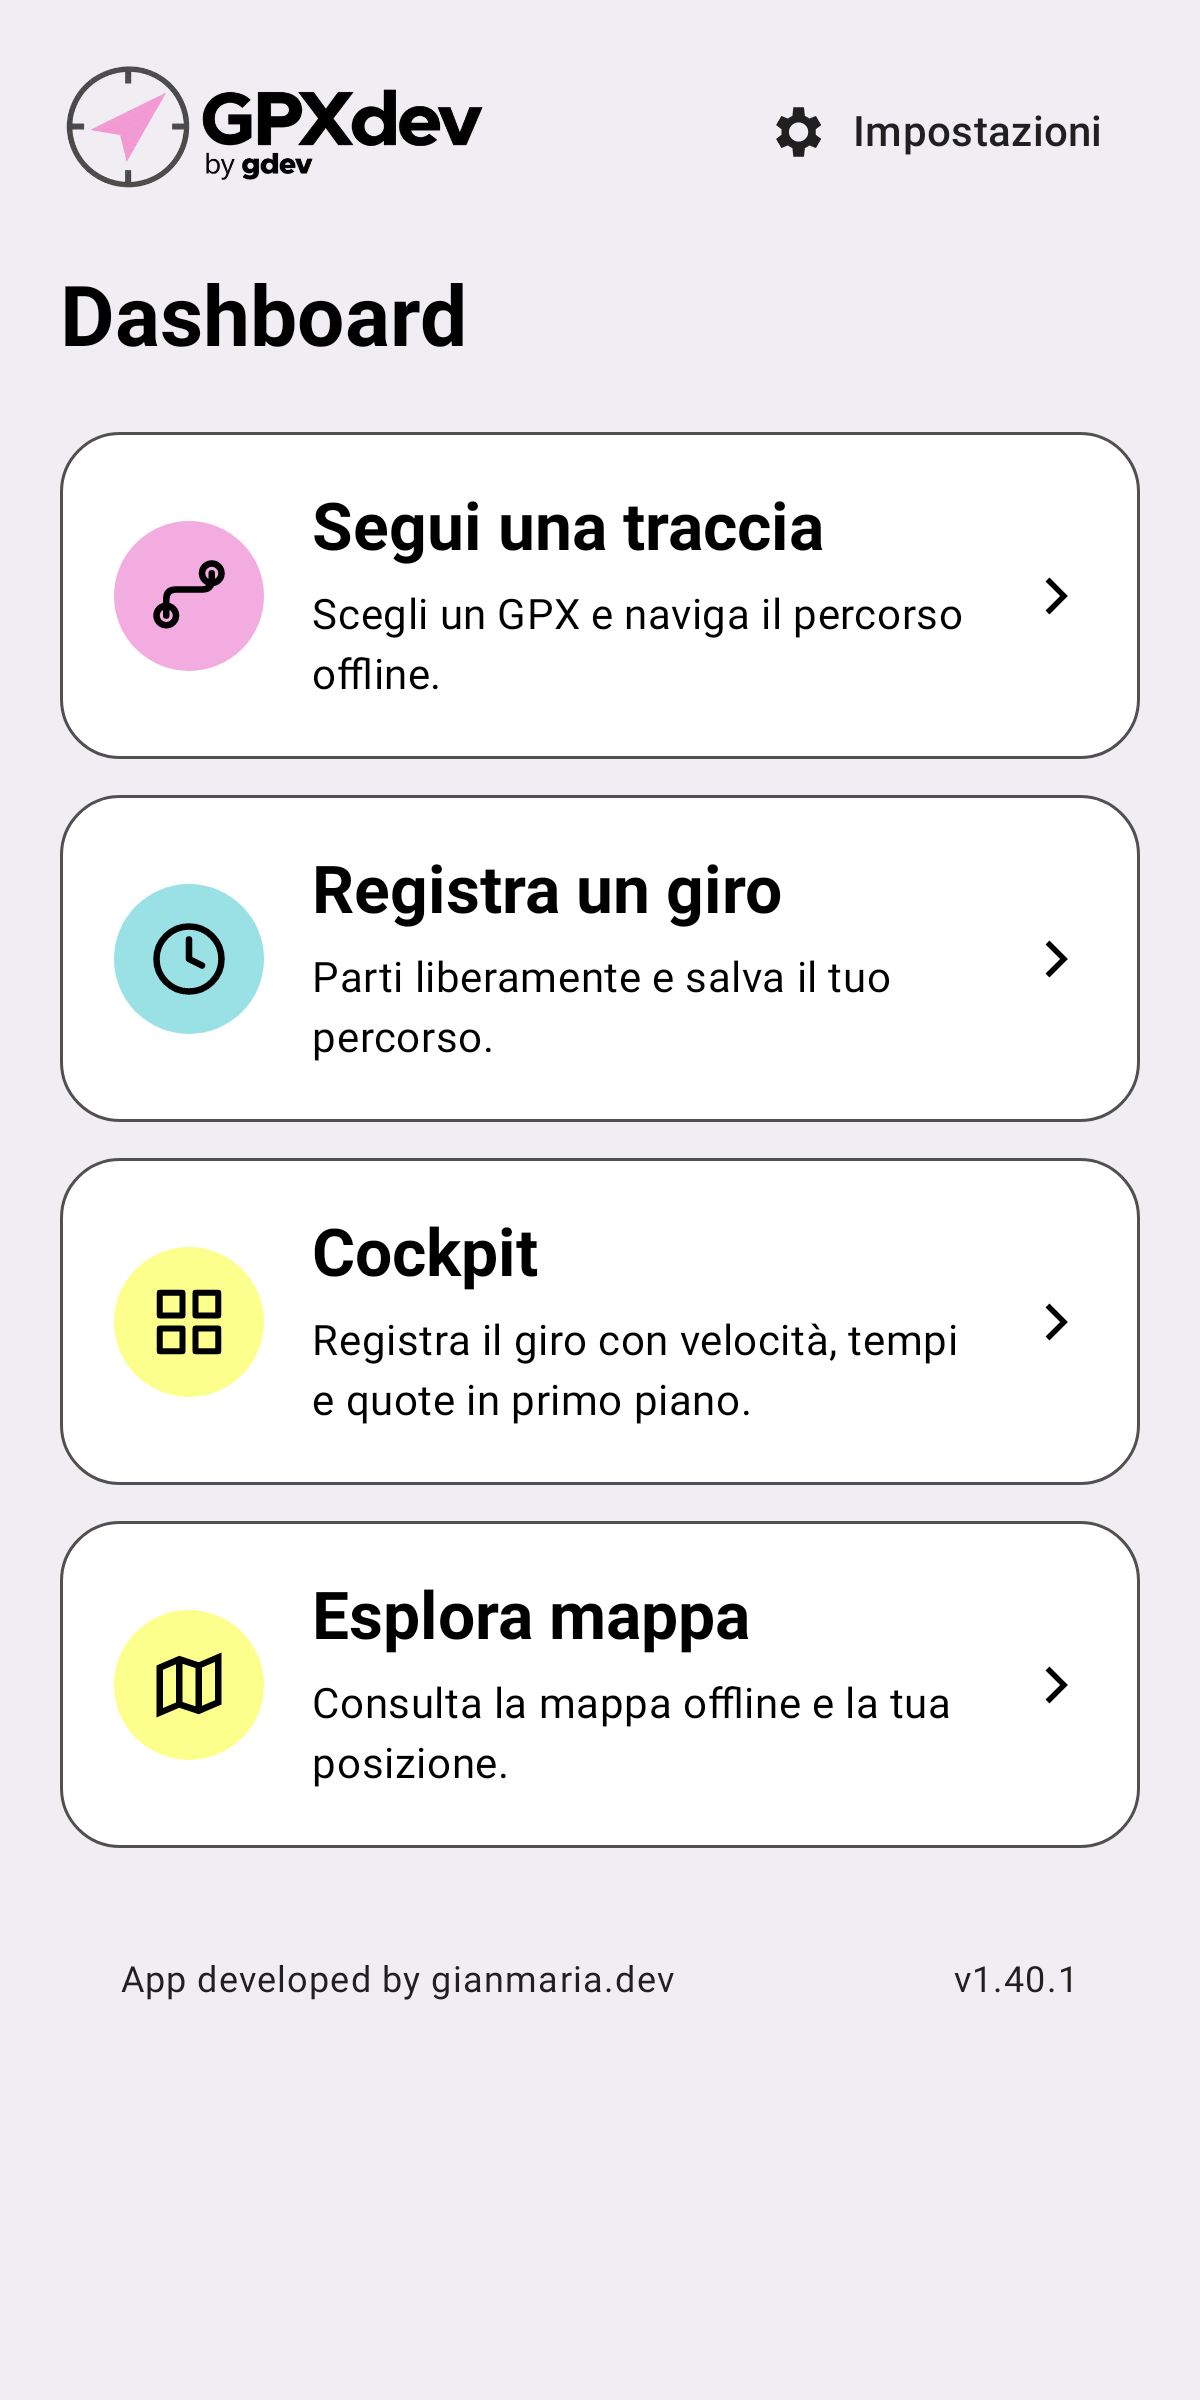 GPXdev
by gdev
Impostazioni
Dashboard
Segui una traccia
Scegli un GPX e naviga il percorso
offline.
Registra un giro
Parti liberamente e salva il tuo
percorso.
Cockpit
Registra il giro con velocità, tempi
e quote in primo piano.
Esplora mappa
Consulta la mappa offline e la tua
posizione.
App developed by gianmaria.dev
v1.40.1